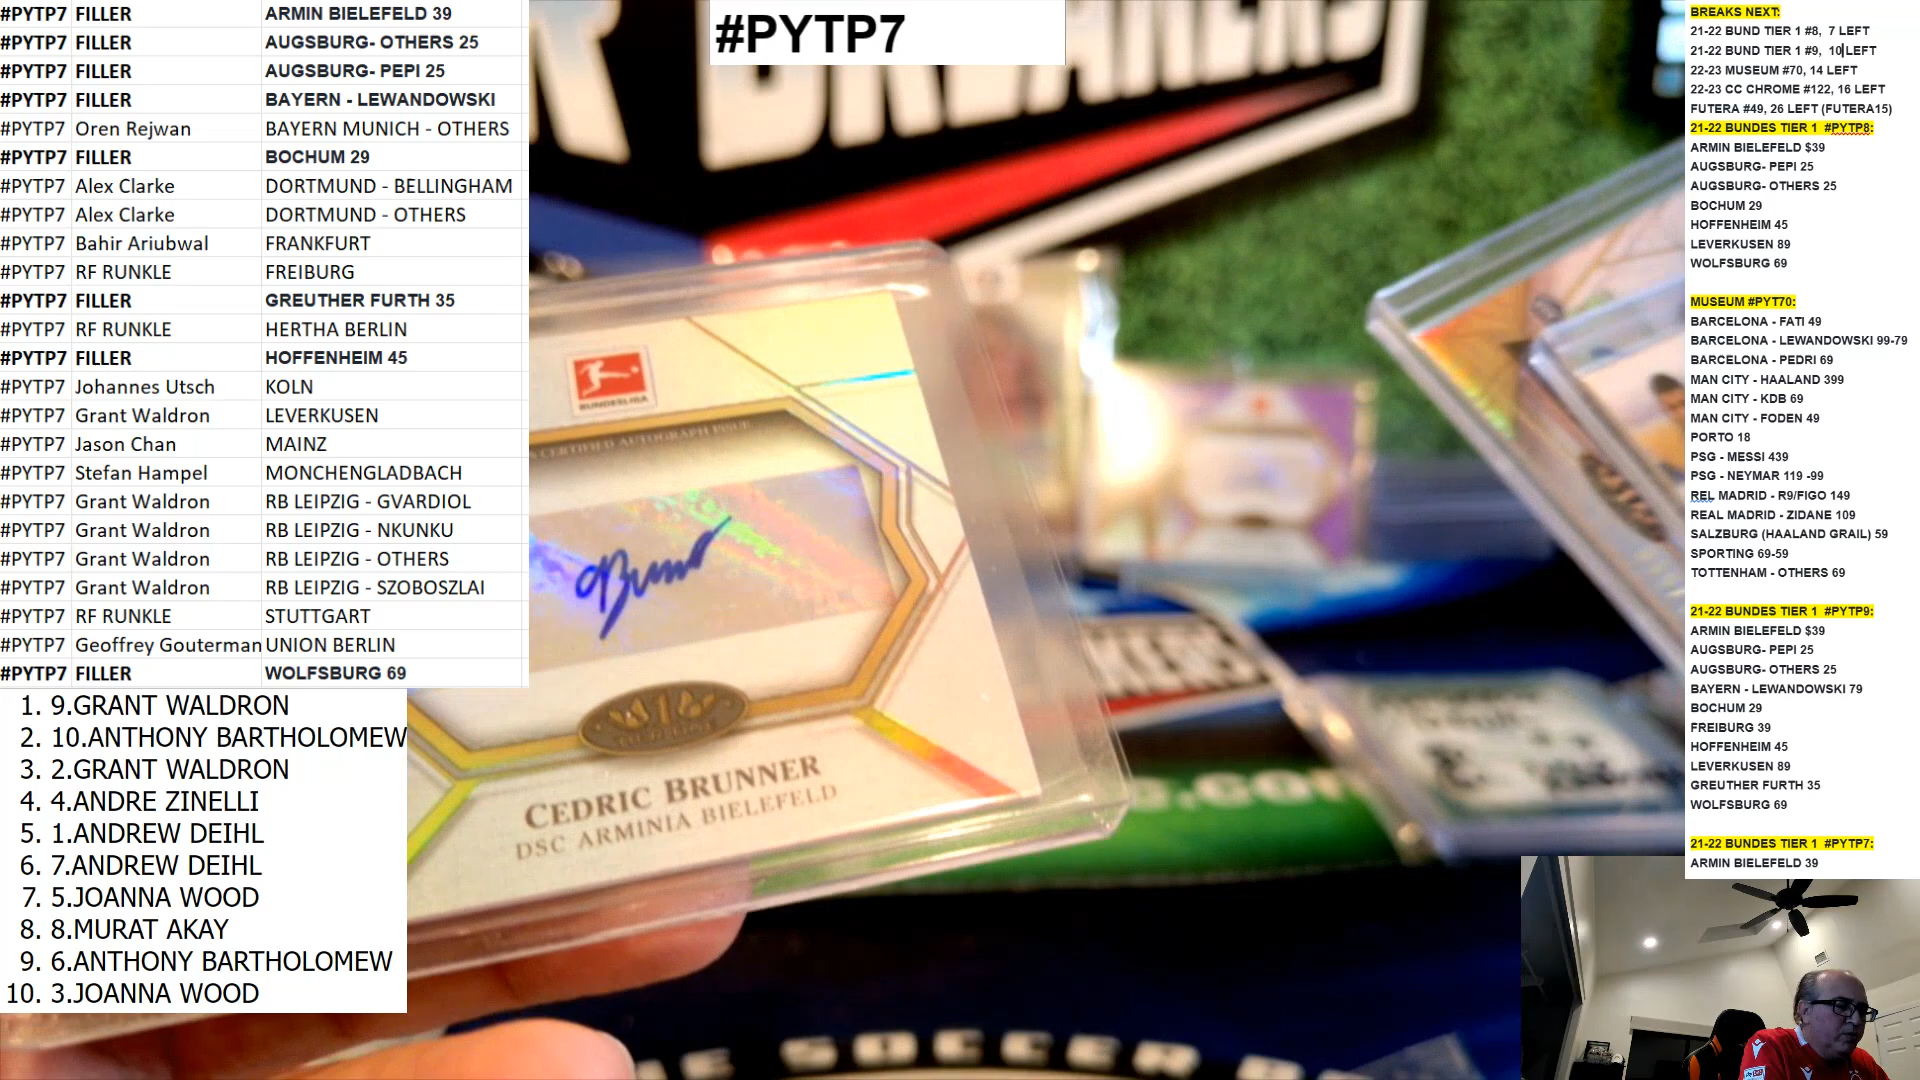 #PYTP7 FILLER ARMIN BIELEFELD 39
#PYTP7 FILLER AUGSBURG- OTHERS 25
#PYTP7 FILLER AUGSBURG- PEPI 25
#PYTP7 FILLER BAYERN - LEWANDOWSKI
#PYTP7 Oren Rejwan BAYERN MUNICH - OTHERS
#PYTP7 FILLER BOCHUM 29
#PYTP7 Alex Clarke DORTMUND - BELLINGHAM
#PYTP7 Alex Clarke DORTMUND - OTHERS
#PYTP7 Bahir Ariubwal FRANKFURT
#PYTP7 RF RUNKLE FREIBURG
#PYTP7 FILLER GREUTHER FURTH 35
#PYTP7 RF RUNKLE HERTHA BERLIN
#PYTP7 FILLER HOFFENHEIM 45
#PYTP7 Johannes Utsch KOLN
#PYTP7 Grant Waldron LEVERKUSEN
#PYTP7 Jason Chan MAINZ
#PYTP7 Stefan Hampel MONCHENGLADBACH
#PYTP7 Grant Waldron RB LEIPZIG - GVARDIOL
#PYTP7 Grant Waldron RB LEIPZIG - NKUNKU
#PYTP7 Grant Waldron RB LEIPZIG - OTHERS
#PYTP7 Grant Waldron RB LEIPZIG - SZOBOSZLAI
#PYTP7 RF RUNKLE STUTTGART
#PYTP7 Geoffrey Gouterman UNION BERLIN
#PYTP7 FILLER WOLFSBURG 69
1. 9.GRANT WALDRON
2. 10.ANTHONY BARTHOLOMEW
3. 2.GRANT WALDRON
4. 4.ANDRE ZINELLI
5. 1.ANDREW DEIHL
6. 7.ANDREW DEIHL
7. 5.JOANNA WOOD
8. 8.MURAT AKAY
9. 6.ANTHONY BARTHOLOMEW
10. 3.JOANNA WOOD
#PYTP7
BUNDESLIGA
CERTIFIED AUTOGRAPH ISSUE
CEDRIC BRUNNER
DSC ARMINIA BIELEFELD
BREAKS NEXT:
21-22 BUND TIER 1 #8, 7 LEFT
21-22 BUND TIER 1 #9, 10 LEFT
22-23 MUSEUM #70, 14 LEFT
22-23 CC CHROME #122, 16 LEFT
FUTERA #49, 26 LEFT (FUTERA15)
21-22 BUNDES TIER 1 #PYTP8:
ARMIN BIELEFELD $39
AUGSBURG- PEPI 25
AUGSBURG- OTHERS 25
BOCHUM 29
HOFFENHEIM 45
LEVERKUSEN 89
WOLFSBURG 69
MUSEUM #PYT70:
BARCELONA - FATI 49
BARCELONA - LEWANDOWSKI 99-79
BARCELONA - PEDRI 69
MAN CITY - HAALAND 399
MAN CITY - KDB 69
MAN CITY - FODEN 49
PORTO 18
PSG - MESSI 439
PSG - NEYMAR 119 -99
REL MADRID - R9/FIGO 149
REAL MADRID - ZIDANE 109
SALZBURG (HAALAND GRAIL) 59
SPORTING 69-59
TOTTENHAM - OTHERS 69
21-22 BUNDES TIER 1 #PYTP9:
ARMIN BIELEFELD $39
AUGSBURG- PEPI 25
AUGSBURG- OTHERS 25
BAYERN - LEWANDOWSKI 79
BOCHUM 29
FREIBURG 39
HOFFENHEIM 45
LEVERKUSEN 89
GREUTHER FURTH 35
WOLFSBURG 69
21-22 BUNDES TIER 1 #PYTP7:
ARMIN BIELEFELD 39
SOCCER